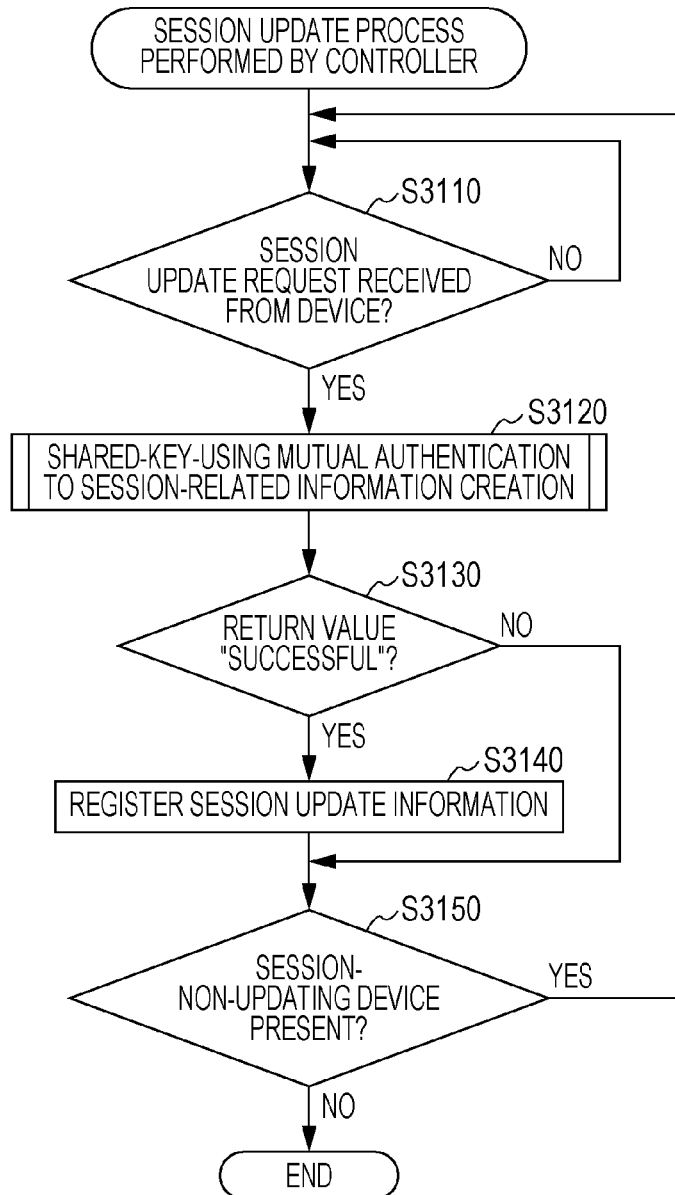 SESSION UPDATE PROCESS
PERFORMED BY CONTROLLER
S3110
SESSION
UPDATE REQUEST RECEIVED
FROM DEVICE?
NO
YES
S3120
SHARED-KEY-USING MUTUAL AUTHENTICATION
TO SESSION-RELATED INFORMATION CREATION
S3130
RETURN VALUE
"SUCCESSFUL"?
NO
YES
S3140
REGISTER SESSION UPDATE INFORMATION
S3150
SESSION-
NON-UPDATING DEVICE
PRESENT?
YES
NO
END